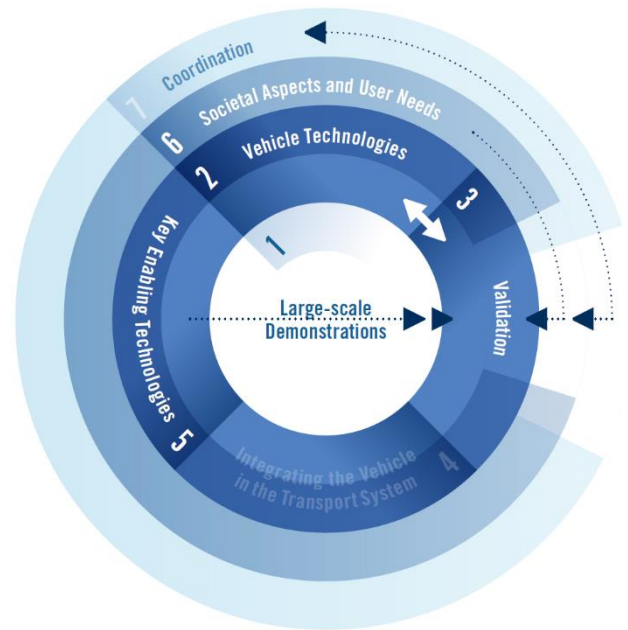 7 Coordination
6 Societal Aspects and User Needs
2 Vehicle Technologies
3
1
Validation
Large-scale
Demonstrations
Key Enabling Technologies
5
4
Integrating the Vehicle
in the Transport System